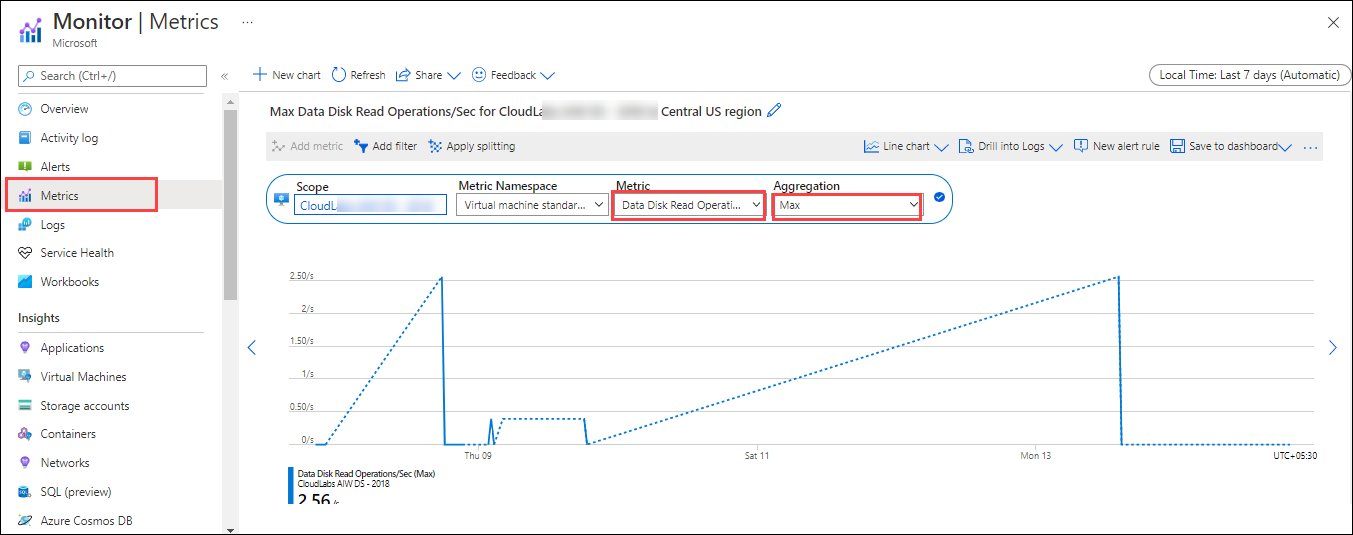 Monitor | Metrics ...
Microsoft
Search (Ctrl+/) «
Overview
Activity log
Alerts
Metrics
Logs
Service Health
Workbooks
Insights
Applications
Virtual Machines
Storage accounts
Containers
Networks
SQL (preview)
Azure Cosmos DB
New chart Refresh Share Feedback
Local Time: Last 7 days (Automatic)
Max Data Disk Read Operations/Sec for CloudLa Central US region
Add metric Add filter Apply splitting Line chart Drill into Logs New alert rule Save to dashboard ...
Scope Metric Namespace Metric Aggregation
CloudL Virtual machine standar... Data Disk Read Operati... Max
2.50/s
2/s
1.50/s
1/s
0.50/s
0/s
Thu 09 Sat 11 Mon 13 UTC+05:30
Data Disk Read Operations/Sec (Max)
CloudLabs AIW DS - 2018
2.56 /s